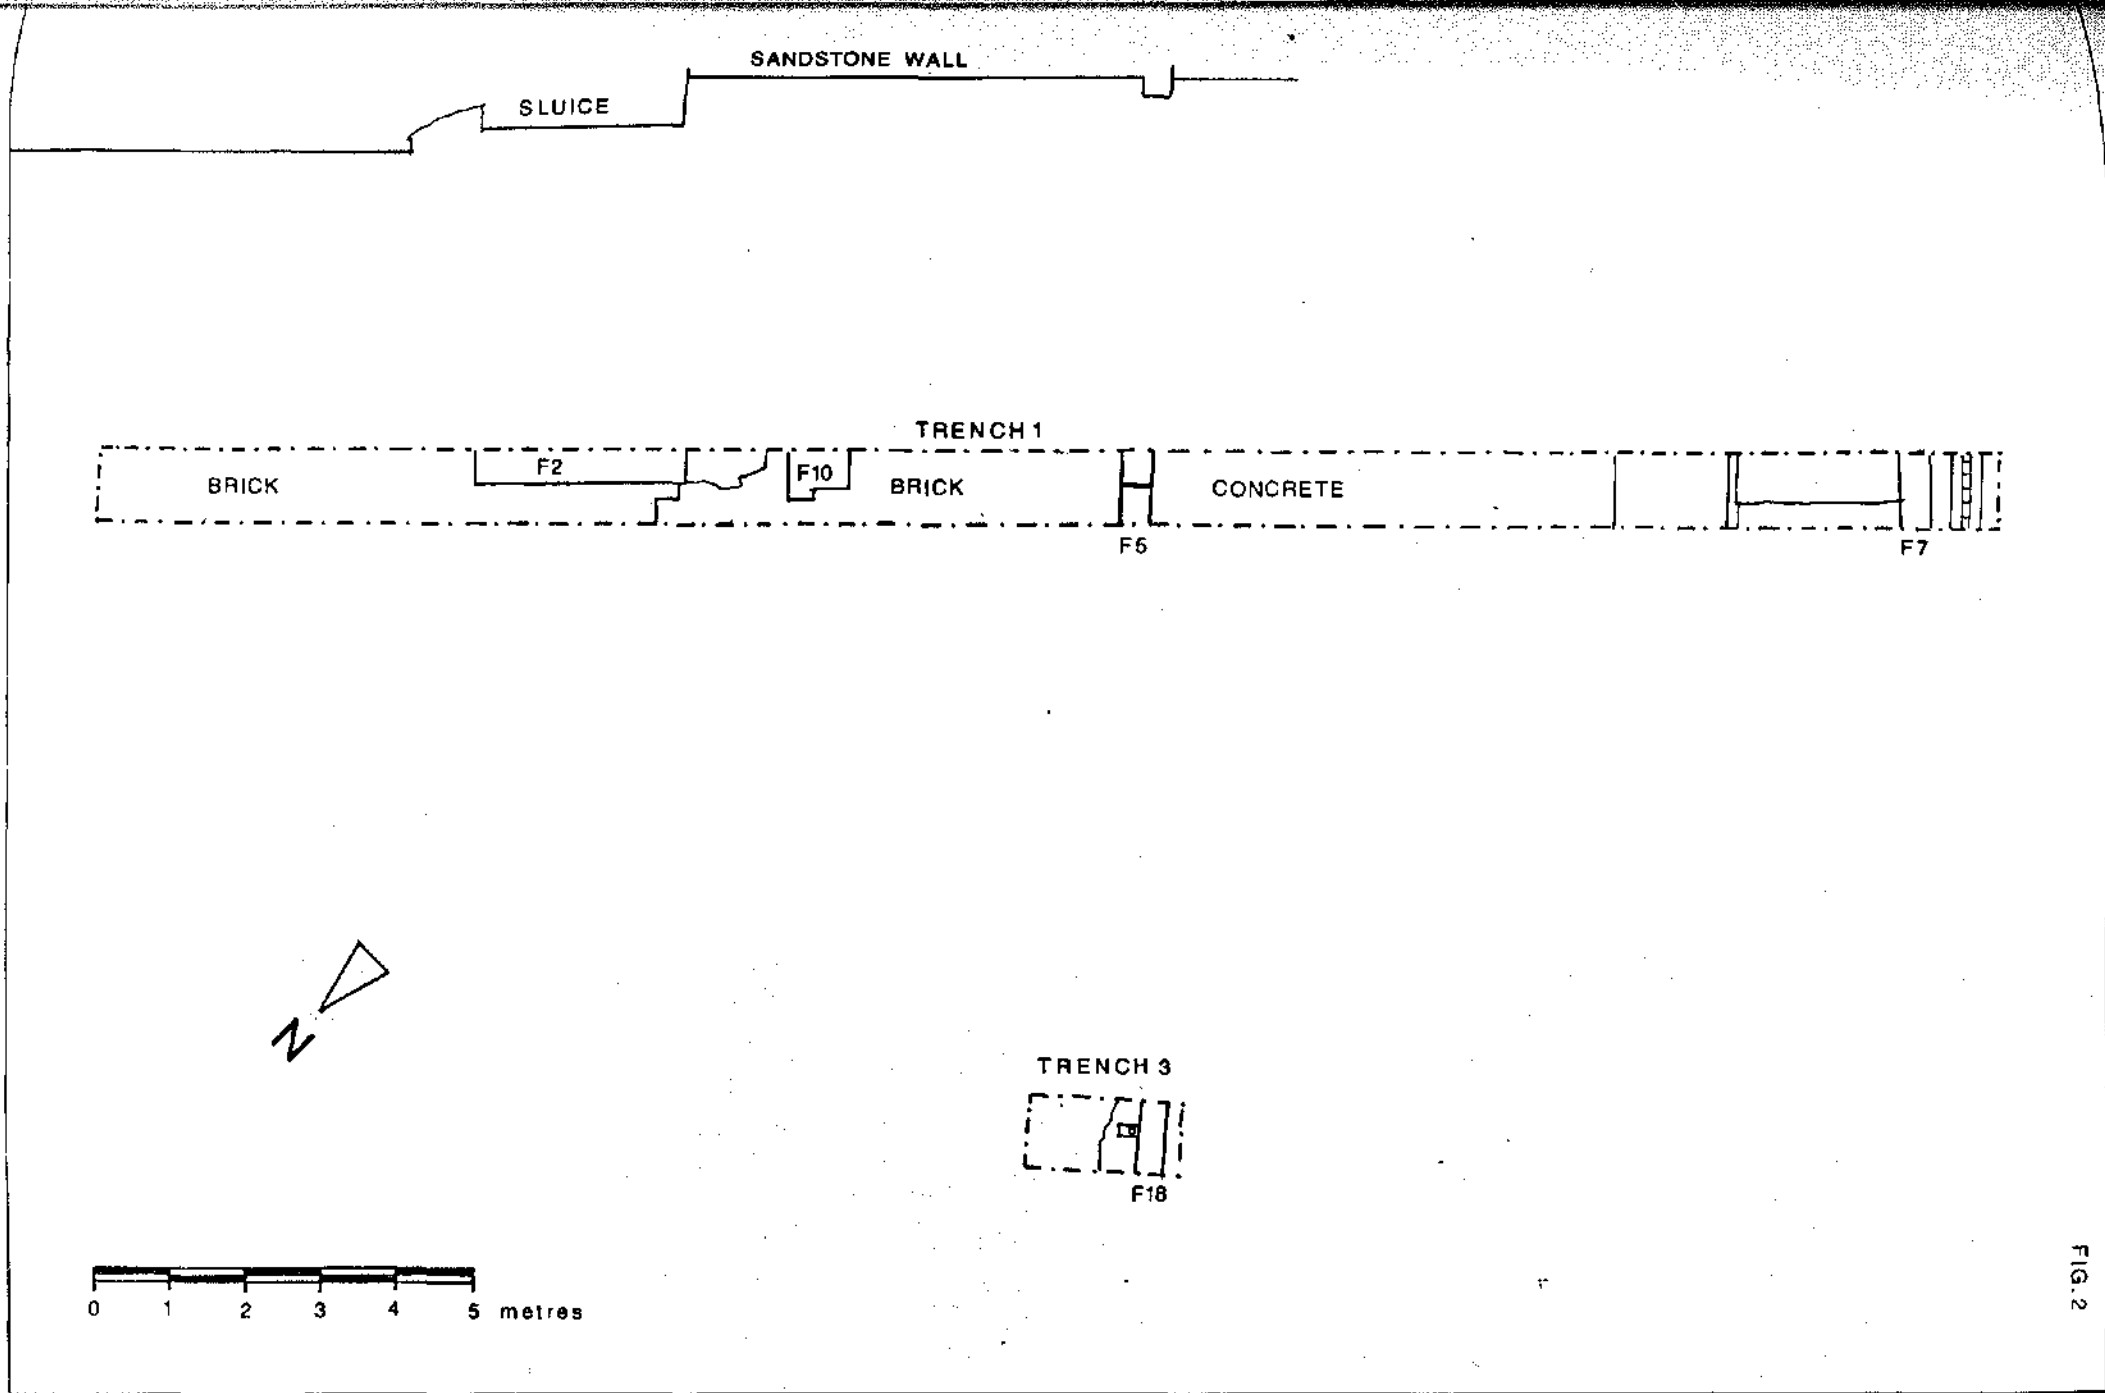 SANDSTONE WALL
SLUICE
TRENCH 1
BRICK
F2
F10
BRICK
CONCRETE
F5
F7
N
TRENCH 3
F18
0 1 2 3 4 5 metres
FIG. 2